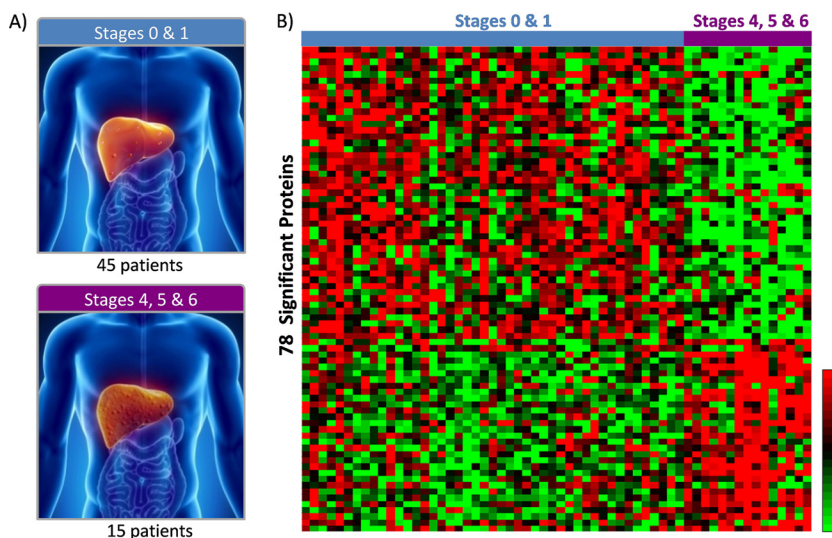 A)
Stages 0 & 1
45 patients
Stages 4, 5 & 6
15 patients
B)
Stages 0 & 1
Stages 4, 5 & 6
78 Significant Proteins